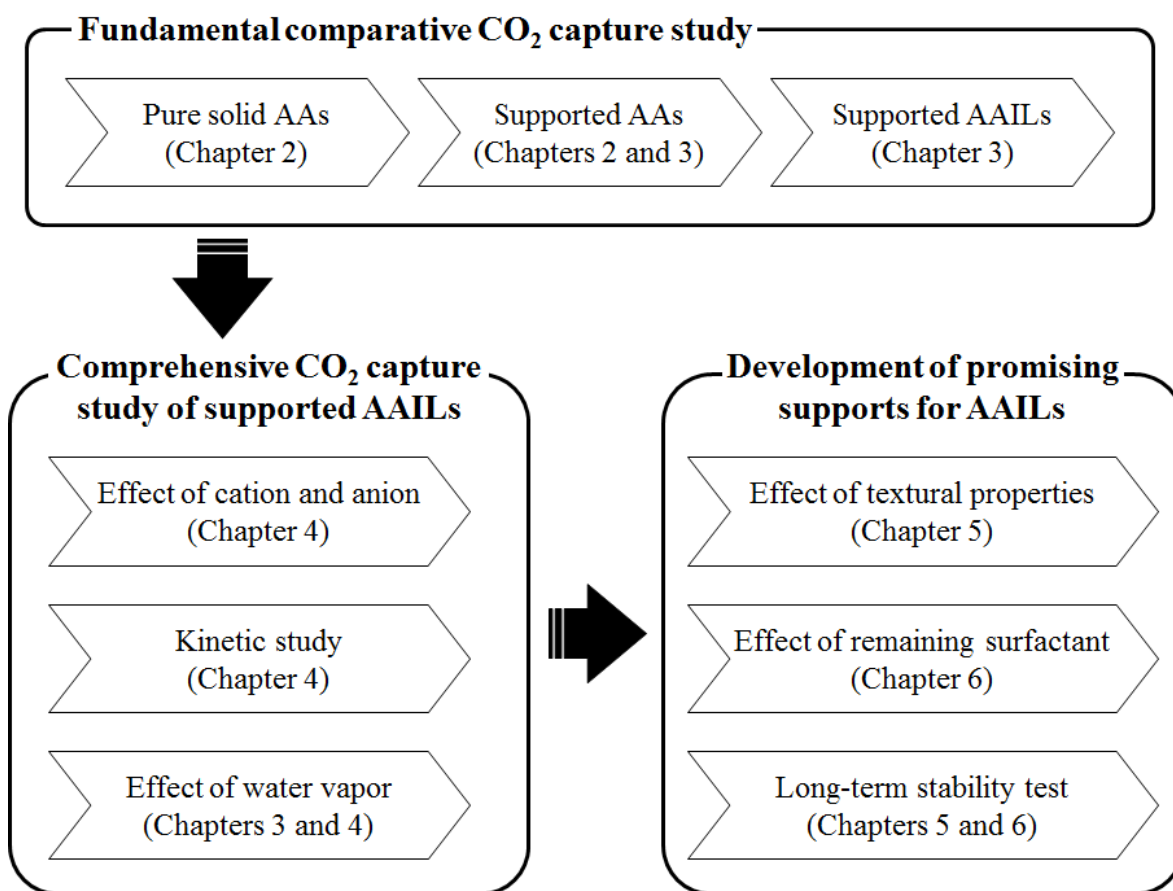 Fundamental comparative CO₂ capture study
Pure solid AAs
(Chapter 2)
Supported AAs
(Chapters 2 and 3)
Supported AAILs
(Chapter 3)
Comprehensive CO₂ capture
study of supported AAILs
Effect of cation and anion
(Chapter 4)
Kinetic study
(Chapter 4)
Effect of water vapor
(Chapters 3 and 4)
Development of promising
supports for AAILs
Effect of textural properties
(Chapter 5)
Effect of remaining surfactant
(Chapter 6)
Long-term stability test
(Chapters 5 and 6)